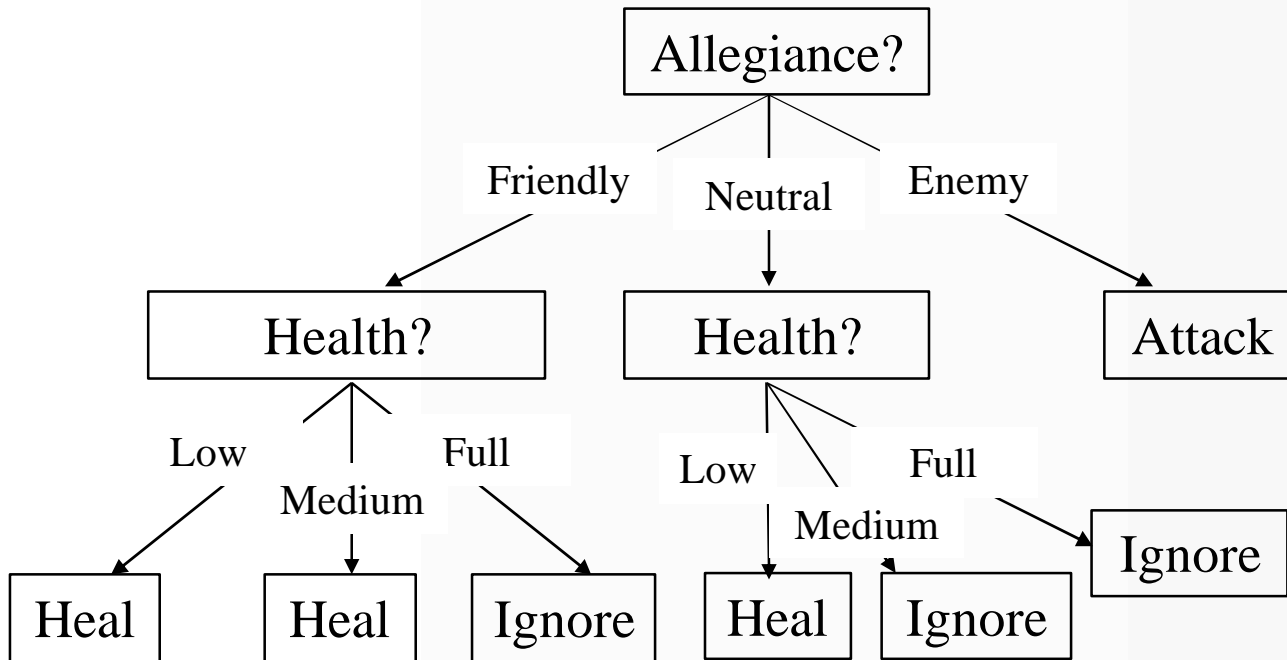 Allegiance?
Friendly
Neutral
Enemy
Health?
Health?
Attack
Low
Medium
Full
Low
Medium
Full
Heal
Heal
Ignore
Heal
Ignore
Ignore